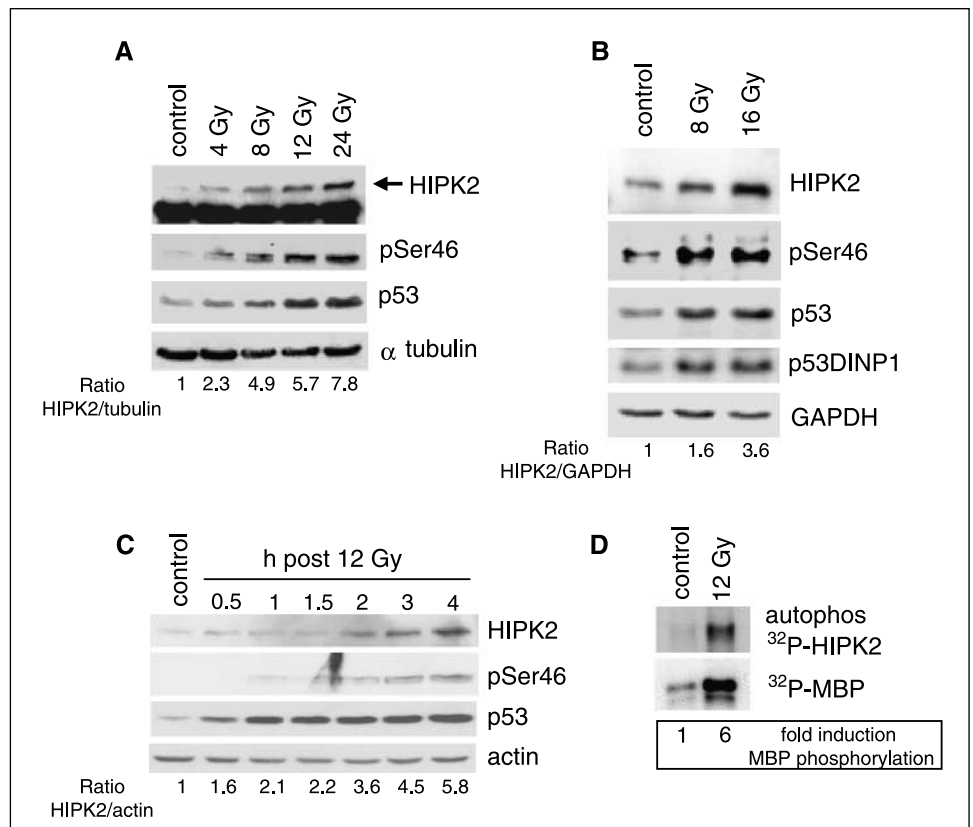 A
control 4 Gy 8 Gy 12 Gy 24 Gy
HIPK2
pSer46
p53
α tubulin
Ratio HIPK2/tubulin 1 2.3 4.9 5.7 7.8
B
control 8 Gy 16 Gy
HIPK2
pSer46
p53
p53DINP1
GAPDH
Ratio HIPK2/GAPDH 1 1.6 3.6
C
control
h post 12 Gy
0.5 1 1.5 2 3 4
HIPK2
pSer46
p53
actin
Ratio HIPK2/actin 1 1.6 2.1 2.2 3.6 4.5 5.8
D
control 12 Gy
autophos
32P-HIPK2
32P-MBP
1 6 fold induction
MBP phosphorylation